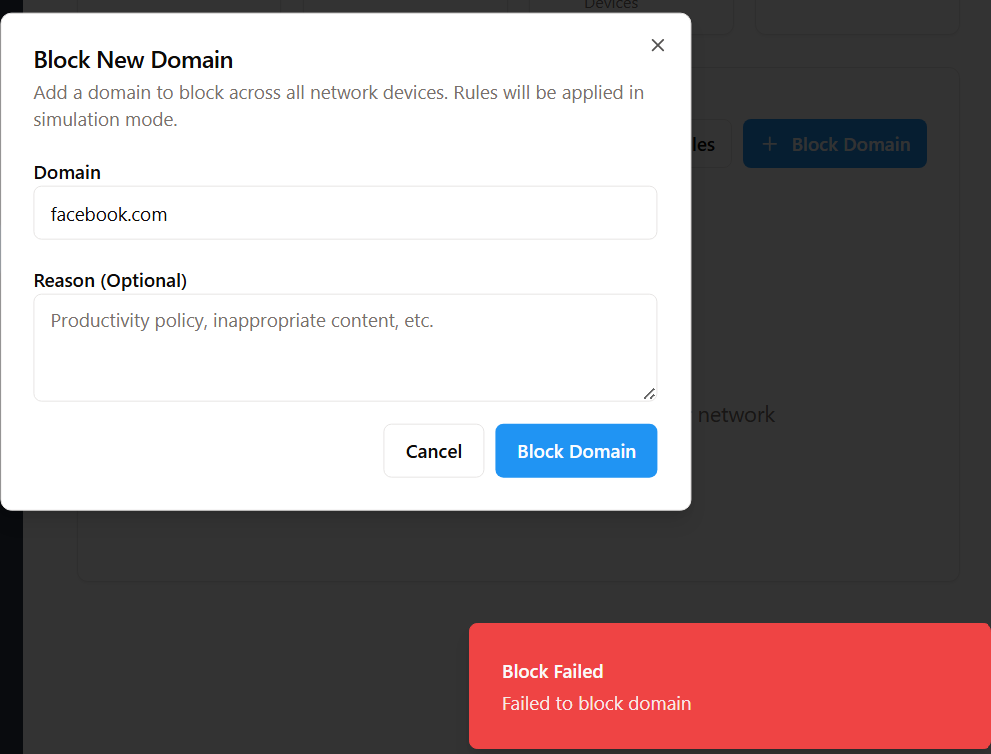 Devices
Block New Domain
Add a domain to block across all network devices. Rules will be applied in
simulation mode.
Block Domain
Domain
facebook.com
Reason (Optional)
Productivity policy, inappropriate content, etc.
network
Cancel
Block Domain
Block Failed
Failed to block domain